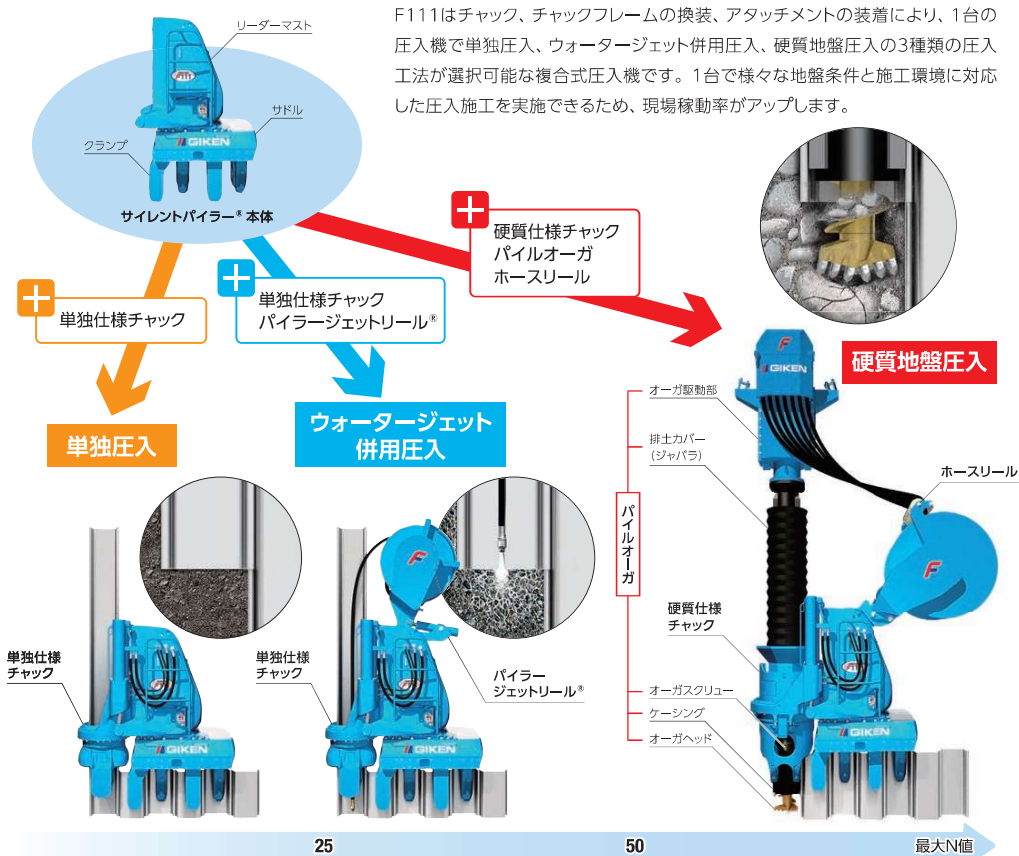 F111はチャック、チャックフレームの換装、アタッチメントの装着により、1台の
圧入機で単独圧入、ウォータージェット併用圧入、硬質地盤圧入の3種類の圧入
工法が選択可能な複合式圧入機です。1台で様々な地盤条件と施工環境に対応
した圧入施工を実施できるため、現場稼動率がアップします。
リーダーマスト
F111
サドル
GIKEN
クランプ
サイレントパイラー® 本体
硬質仕様チャック
パイルオーガ
ホースリール
単独仕様チャック
単独仕様チャック
パイラージェットリール®
硬質地盤圧入
単独圧入
ウォータージェット
併用圧入
F
GIKEN
オーガ駆動部
排土カバー
(ジャバラ)
ホースリール
パイルオーガ
F
F
硬質仕様
チャック
単独仕様
チャック
単独仕様
チャック
パイラー
ジェットリール®
F111
F111
F111
オーガスクリュー
ケーシング
オーガヘッド
GIKEN
GIKEN
GIKEN
25
50
最大N値